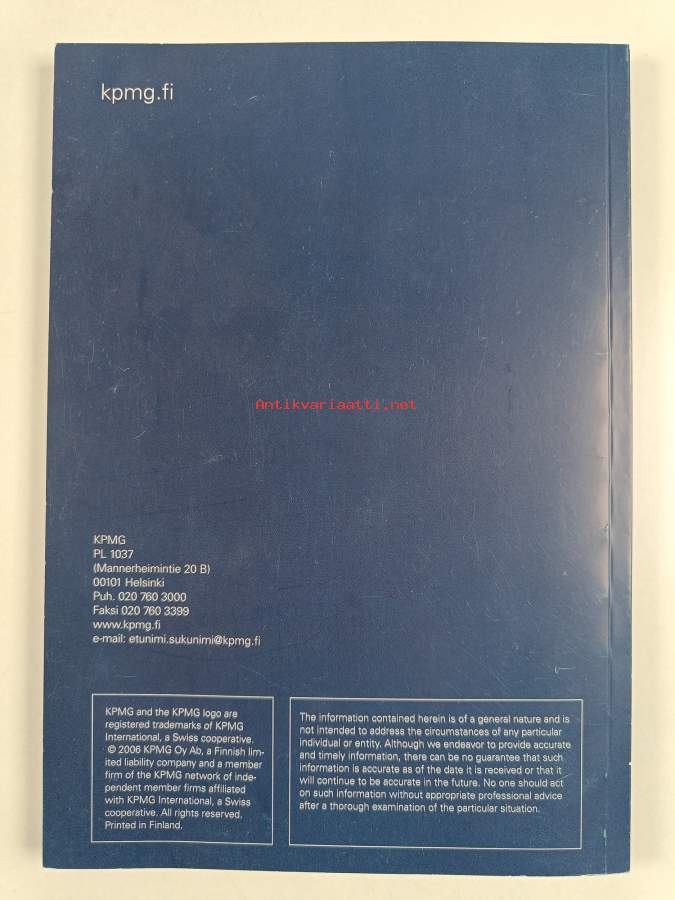 kpmg.fi
Antikvariaatti.net
KPMG
PL 1037
(Mannerheimintie 20 B)
00101 Helsinki
Puh. 020 760 3000
Faksi 020 760 3399
www.kpmg.fi
e-mail: etunimi.sukunimi@kpmg.fi
KPMG and the KPMG logo are
registered trademarks of KPMG
International, a Swiss cooperative.
© 2006 KPMG Oy Ab, a Finnish lim-
ited liability company and a member
firm of the KPMG network of inde-
pendent member firms affiliated
with KPMG International, a Swiss
cooperative. All rights reserved.
Printed in Finland.
The information contained herein is of a general nature and is
not intended to address the circumstances of any particular
individual or entity. Although we endeavor to provide accurate
and timely information, there can be no guarantee that such
information is accurate as of the date it is received or that it
will continue to be accurate in the future. No one should act
on such information without appropriate professional advice
after a thorough examination of the particular situation.